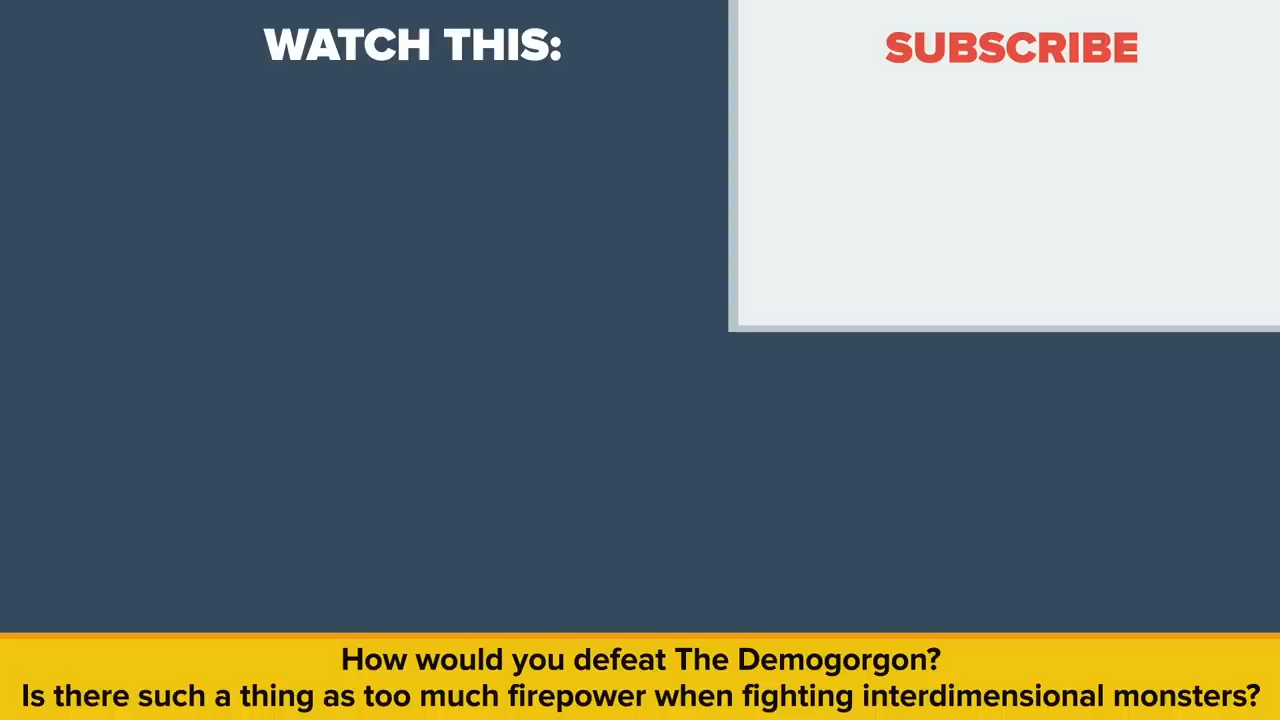 WATCH THIS:
SUBSCRIBE
How would you defeat The Demogorgon?
Is there such a thing as too much firepower when fighting interdimensional monsters?